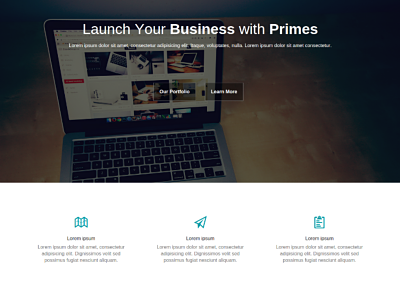 Launch Your Business with Primes
Lorem ipsum dolor sit amet, consectetur adipisicing elit. Itaque, voluptates, nulla. Lorem ipsum dolor sit amet, consectetur.
Our Portfolio
Learn More
Lorem ipsum
Lorem ipsum dolor sit amet, consectetur
adipisicing elit. Dignissimos velit sed
possimus fugiat nesciunt aliquam.
Lorem ipsum
Lorem ipsum dolor sit amet, consectetur
adipisicing elit. Dignissimos velit sed
possimus fugiat nesciunt aliquam.
Lorem ipsum
Lorem ipsum dolor sit amet, consectetur
adipisicing elit. Dignissimos velit sed
possimus fugiat nesciunt aliquam.